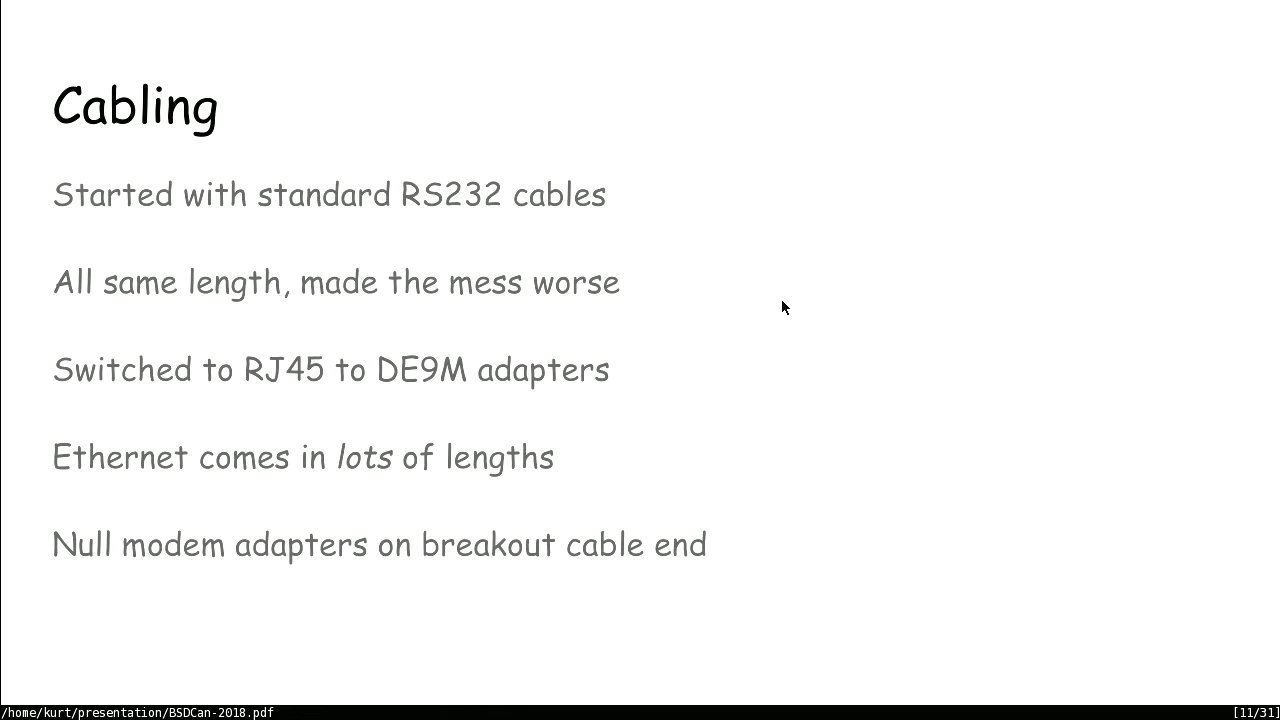 Cabling
Started with standard RS232 cables
All same length, made the mess worse
Switched to RJ45 to DE9M adapters
Ethernet comes in lots of lengths
Null modem adapters on breakout cable end
/home/kurt/presentation/BSDCan-2018.pdf [11/31]